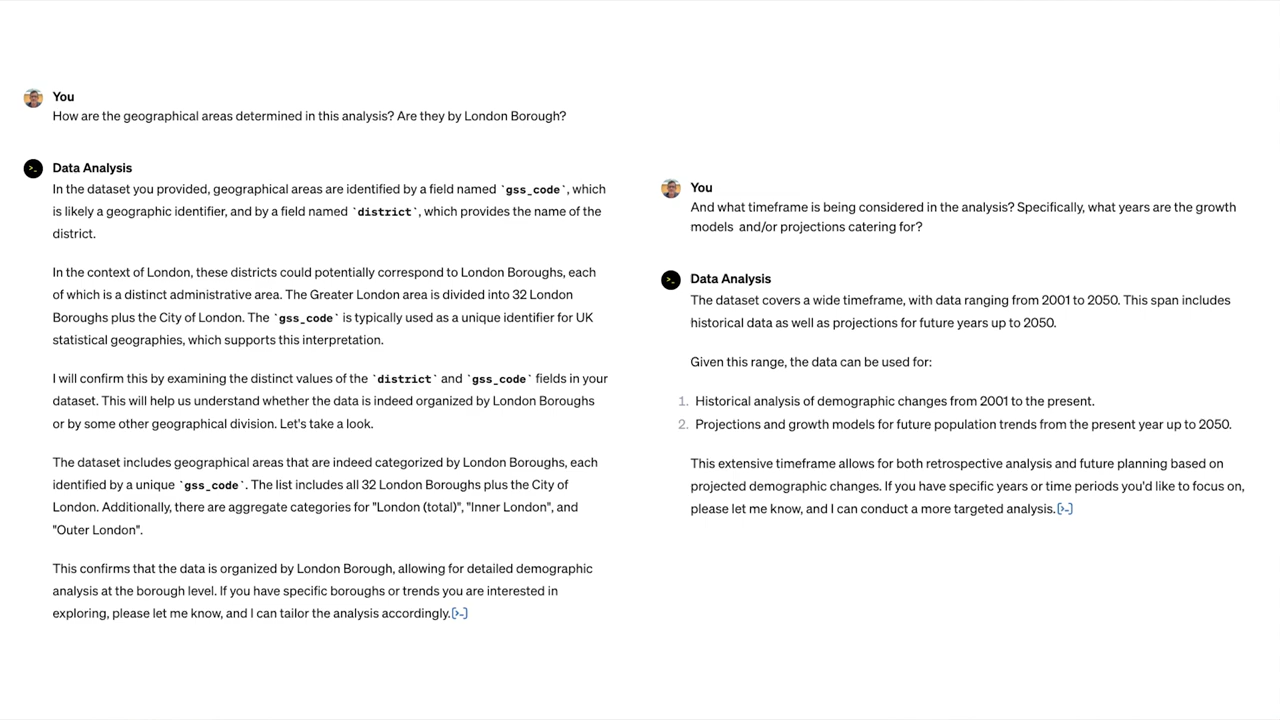 You
How are the geographical areas determined in this analysis? Are they by London Borough?
Data Analysis
In the dataset you provided, geographical areas are identified by a field named `gss_code`, which
is likely a geographic identifier, and by a field named `district`, which provides the name of the
district.
In the context of London, these districts could potentially correspond to London Boroughs, each
of which is a distinct administrative area. The Greater London area is divided into 32 London
Boroughs plus the City of London. The `gss_code` is typically used as a unique identifier for UK
statistical geographies, which supports this interpretation.
I will confirm this by examining the distinct values of the `district` and `gss_code` fields in your
dataset. This will help us understand whether the data is indeed organized by London Boroughs
or by some other geographical division. Let's take a look.
The dataset includes geographical areas that are indeed categorized by London Boroughs, each
identified by a unique `gss_code`. The list includes all 32 London Boroughs plus the City of
London. Additionally, there are aggregate categories for "London (total)", "Inner London", and
"Outer London".
This confirms that the data is organized by London Borough, allowing for detailed demographic
analysis at the borough level. If you have specific boroughs or trends you are interested in
exploring, please let me know, and I can tailor the analysis accordingly. [>-]
You
And what timeframe is being considered in the analysis? Specifically, what years are the growth
models and/or projections catering for?
Data Analysis
The dataset covers a wide timeframe, with data ranging from 2001 to 2050. This span includes
historical data as well as projections for future years up to 2050.
Given this range, the data can be used for:
1. Historical analysis of demographic changes from 2001 to the present.
2. Projections and growth models for future population trends from the present year up to 2050.
This extensive timeframe allows for both retrospective analysis and future planning based on
projected demographic changes. If you have specific years or time periods you'd like to focus on,
please let me know, and I can conduct a more targeted analysis. [>-]